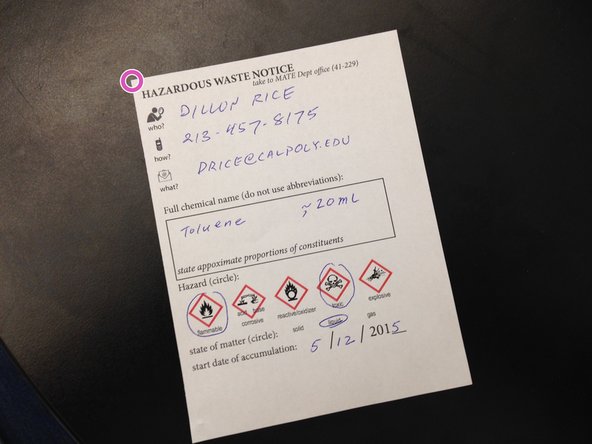 HAZARDOUS WASTE NOTICE
take to MATE Dept office (41-229)
who? DILLON RICE
how? 213-457-8175
what? DRICE@CALPOLY.EDU
Full chemical name (do not use abbreviations):
Toluene ≈ 20mL
state approximate proportions of constituents
Hazard (circle):
acid base
flammable corrosive reactive/oxidizer toxic explosive
state of matter (circle): solid liquid gas
start date of accumulation: 5/12/2015